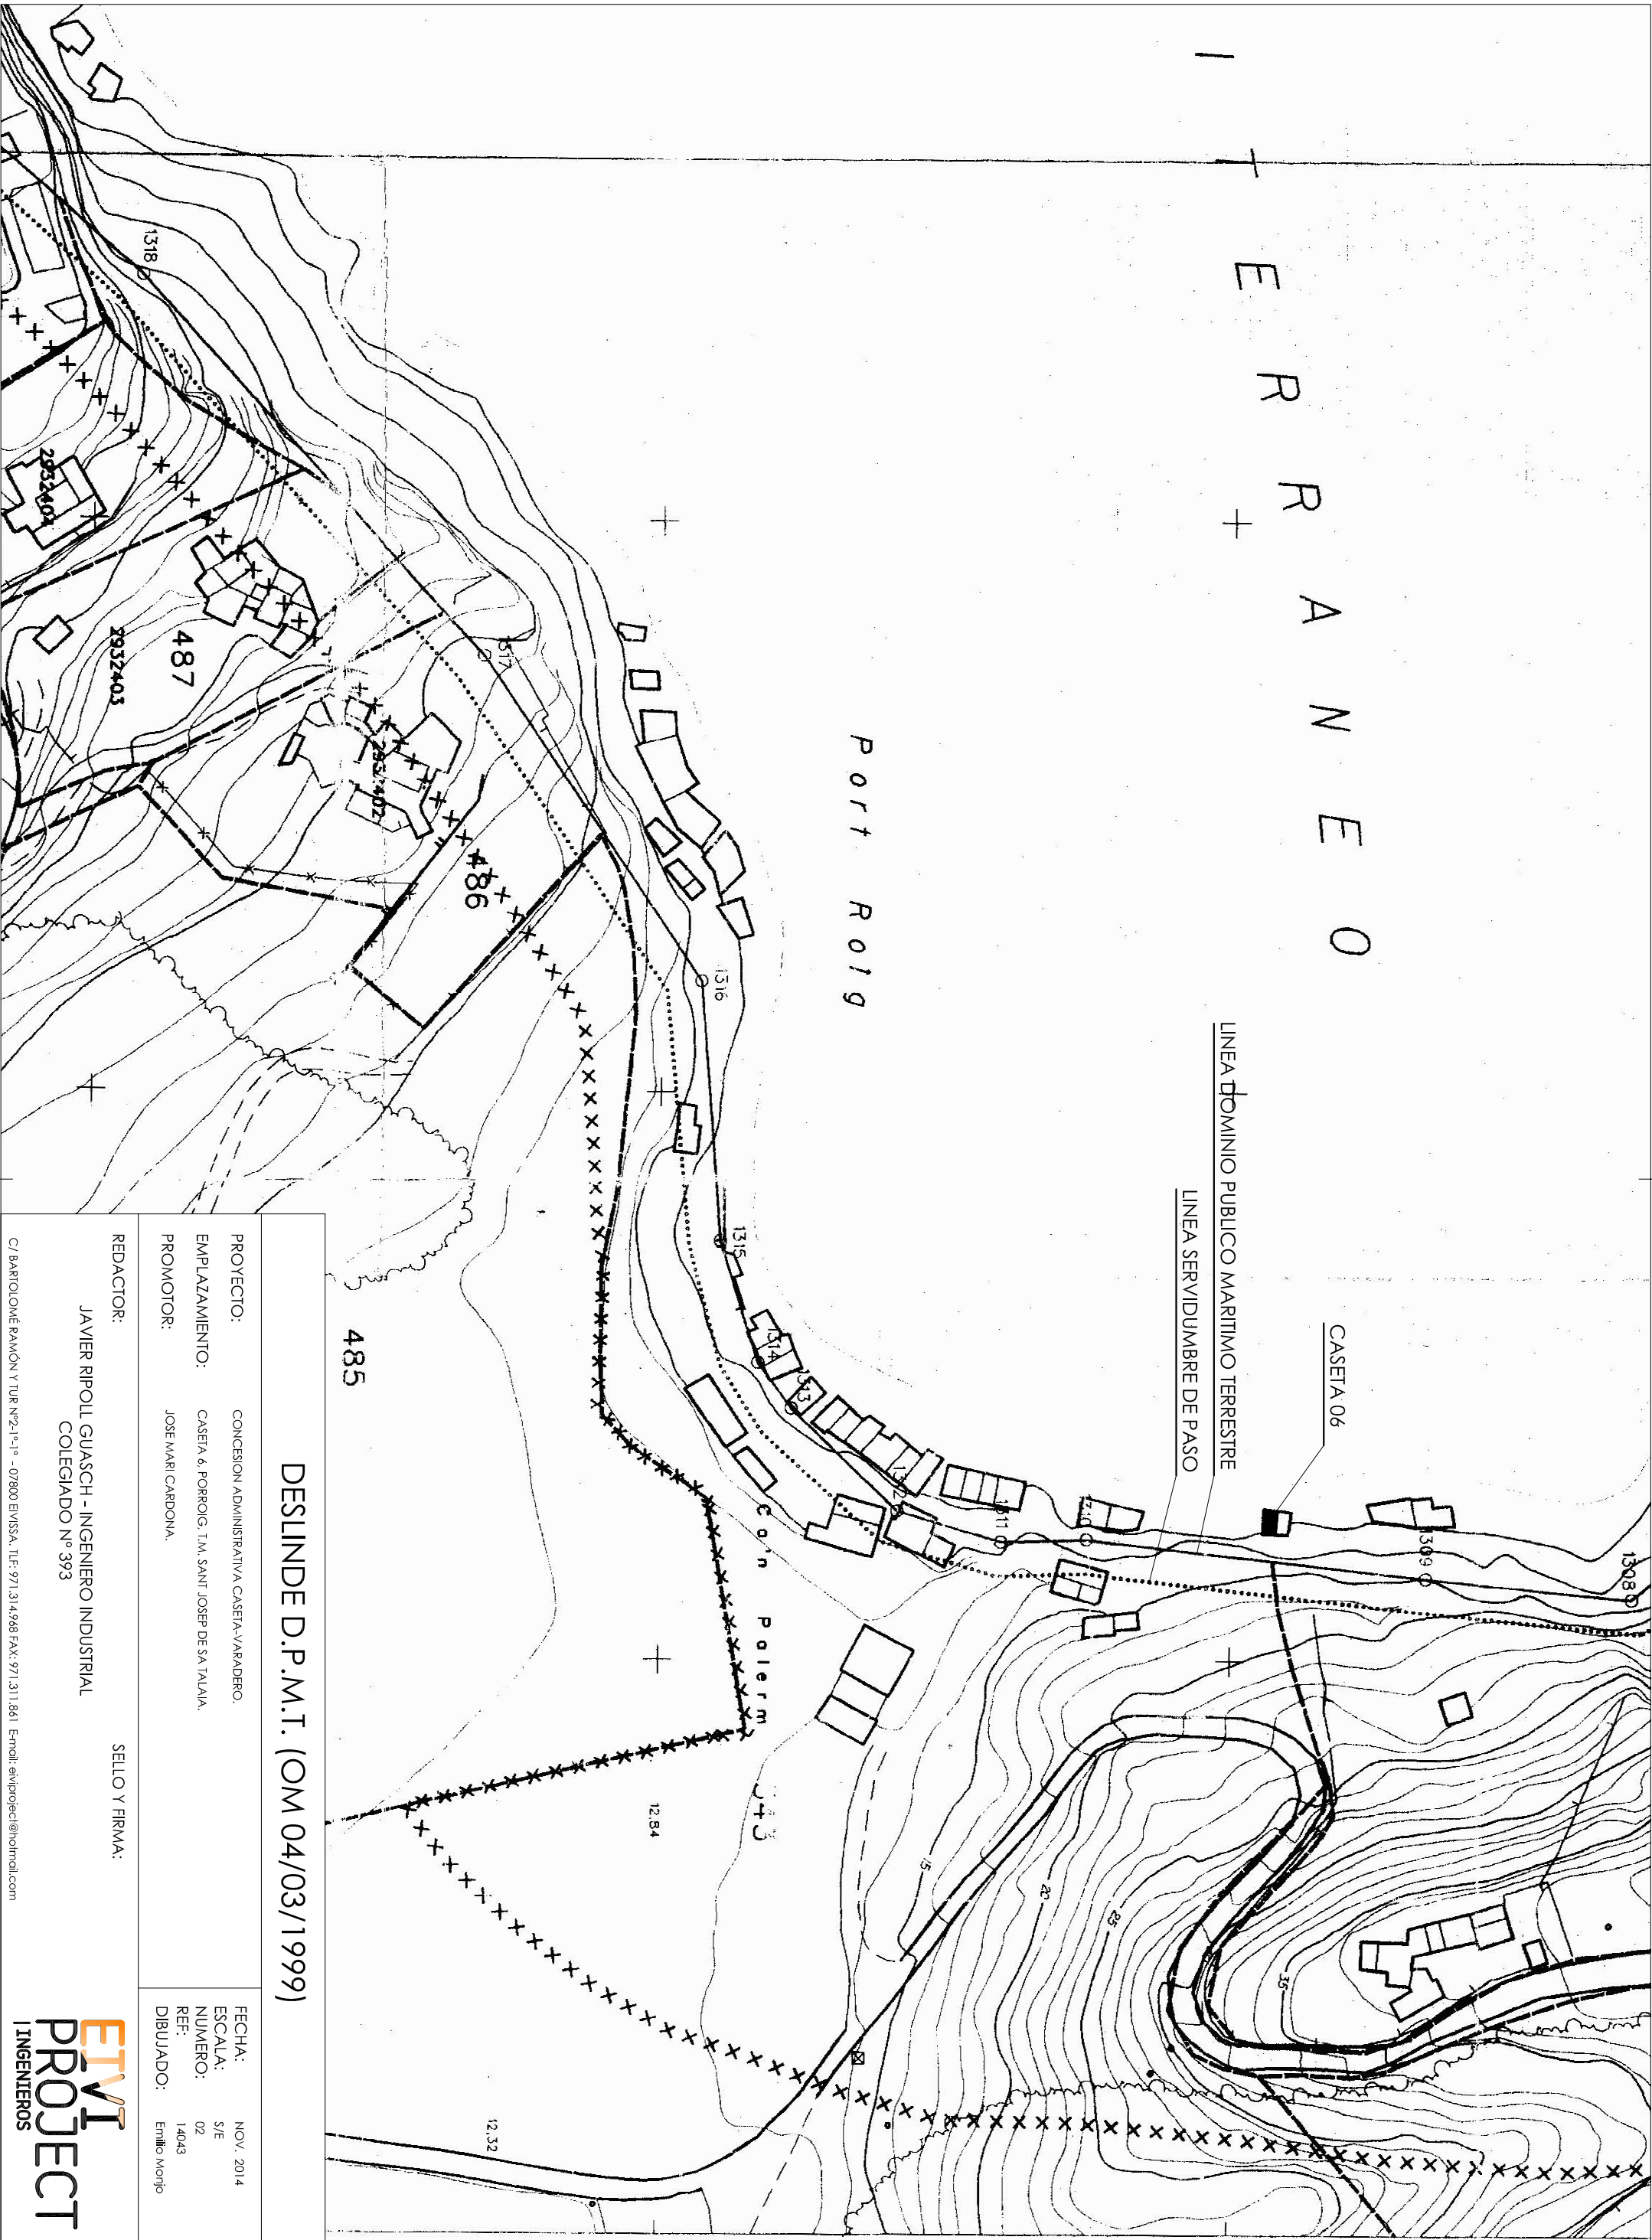 I T E R R A N E O
Port Roig
CASETA 06
LINEA DOMINIO PUBLICO MARITIMO TERRESTRE
LINEA SERVIDUMBRE DE PASO
1308
1309
1310
1311
1312
1313
1314
1315
1316
1317
1318
Can Palerm
12.84
12.32
15
20
25
35
485
486
487
2932402
2932403
DESLINDE D.P.M.T. (OM 04/03/1999)
PROYECTO: CONCESION ADMINISTRATIVA CASETA-VARADERO.
EMPLAZAMIENTO: CASETA 6, PORROIG, T.M. SANT JOSEP DE SA TALAIA.
PROMOTOR: JOSE MARI CARDONA.
FECHA: NOV. 2014
ESCALA: S/E
NUMERO: 02
REF: 14043
DIBUJADO: Emilio Monjo
REDACTOR:
SELLO Y FIRMA:
JAVIER RIPOLL GUASCH - INGENIERO INDUSTRIAL
COLEGIADO Nº 393
C/ BARTOLOMÉ RAMÓN Y TUR Nº2-1º-1ª - 07800 EIVISSA. TLF: 971.314.968 FAX: 971.311.861 E-mail: eiviproject@hotmail.com
EIVI
PROJECT
| INGENIEROS